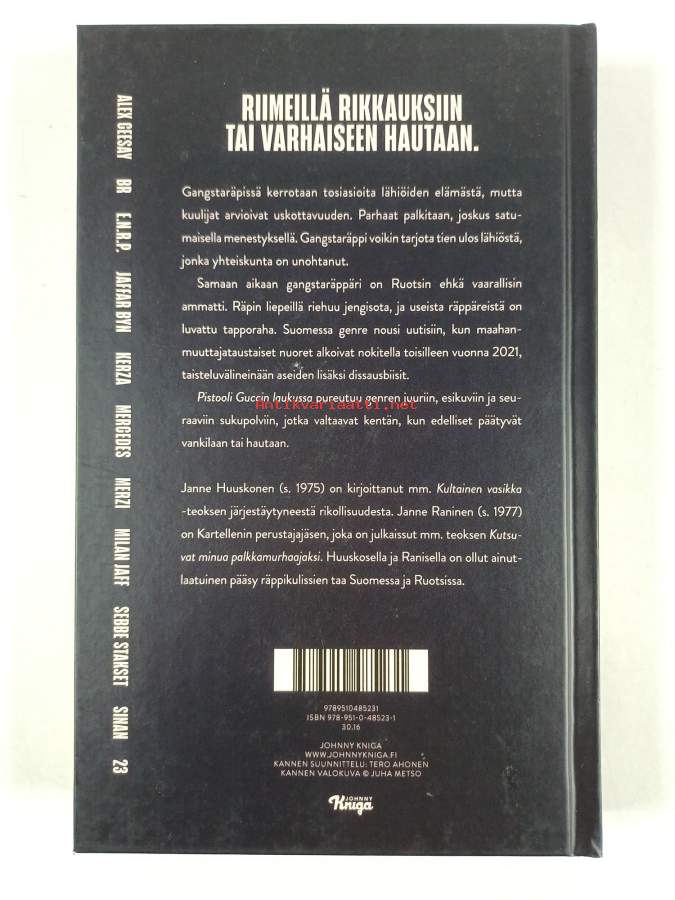 RIIMEILLÄ RIKKAUKSIIN
TAI VARHAISEEN HAUTAAN.
Gangstaräpissä kerrotaan tosiasioita lähiöiden elämästä, mutta
kuulijat arvioivat uskottavuuden. Parhaat palkitaan, joskus satu-
maisella menestyksellä. Gangstaräppi voikin tarjota tien ulos lähiöstä,
jonka yhteiskunta on unohtanut.
Samaan aikaan gangstaräppäri on Ruotsin ehkä vaarallisin
ammatti. Räpin liepeillä riehuu jengisota, ja useista räppäreistä on
luvattu tapporaha. Suomessa genre nousi uutisiin, kun maahan-
muuttajataustaiset nuoret alkoivat nokitella toisilleen vuonna 2021,
taisteluvälineinään aseiden lisäksi dissausbiisit.
Pistooli Guccin laukussa pureutuu genren juuriin, esikuviin ja seu-
raaviin sukupolviin, jotka valtaavat kentän, kun edelliset päätyvät
vankilaan tai hautaan.
Antikvariaatti.net
Janne Huuskonen (s. 1975) on kirjoittanut mm. Kultainen vasikka
-teoksen järjestäytyneestä rikollisuudesta. Janne Raninen (s. 1977)
on Kartellenin perustajajäsen, joka on julkaissut mm. teoksen Kutsu-
vat minua palkkamurhaajaksi. Huuskosella ja Ranisella on ollut ainut-
laatuinen pääsy räppikulissien taa Suomessa ja Ruotsissa.
9789510485231
ISBN 978-951-0-48523-1
30.16
JOHNNY KNIGA
WWW.JOHNNYKNIGA.FI
KANNEN SUUNNITTELU: TERO AHONEN
KANNEN VALOKUVA © JUHA METSO
JOHNNY
Kniga
ALEX CEESAY BR E.N.R.P. JAFFAR BYN KERZA MERGEDES MERZI MILAN JAFF SEBBE STAKSET SINAN 23